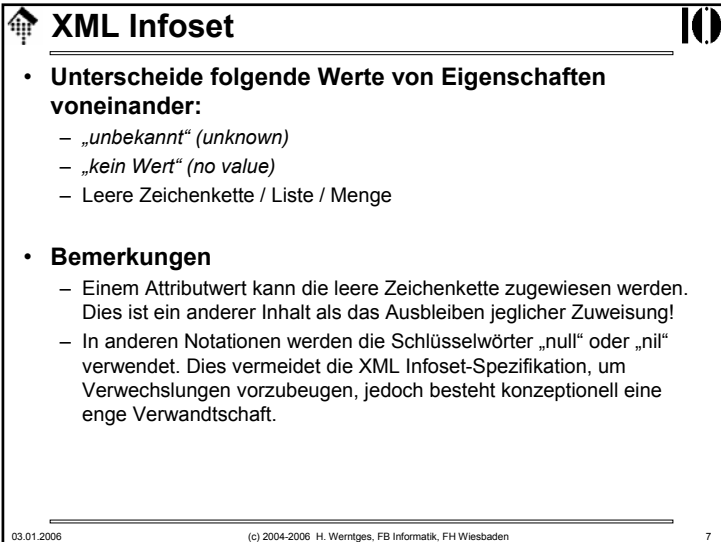 XML Infoset
• Unterscheide folgende Werte von Eigenschaften
voneinander:
– „unbekannt“ (unknown)
– „kein Wert“ (no value)
– Leere Zeichenkette / Liste / Menge
• Bemerkungen
– Einem Attributwert kann die leere Zeichenkette zugewiesen werden.
Dies ist ein anderer Inhalt als das Ausbleiben jeglicher Zuweisung!
– In anderen Notationen werden die Schlüsselwörter „null“ oder „nil“
verwendet. Dies vermeidet die XML Infoset-Spezifikation, um
Verwechslungen vorzubeugen, jedoch besteht konzeptionell eine
enge Verwandtschaft.
03.01.2006 (c) 2004-2006 H. Werntges, FB Informatik, FH Wiesbaden 7